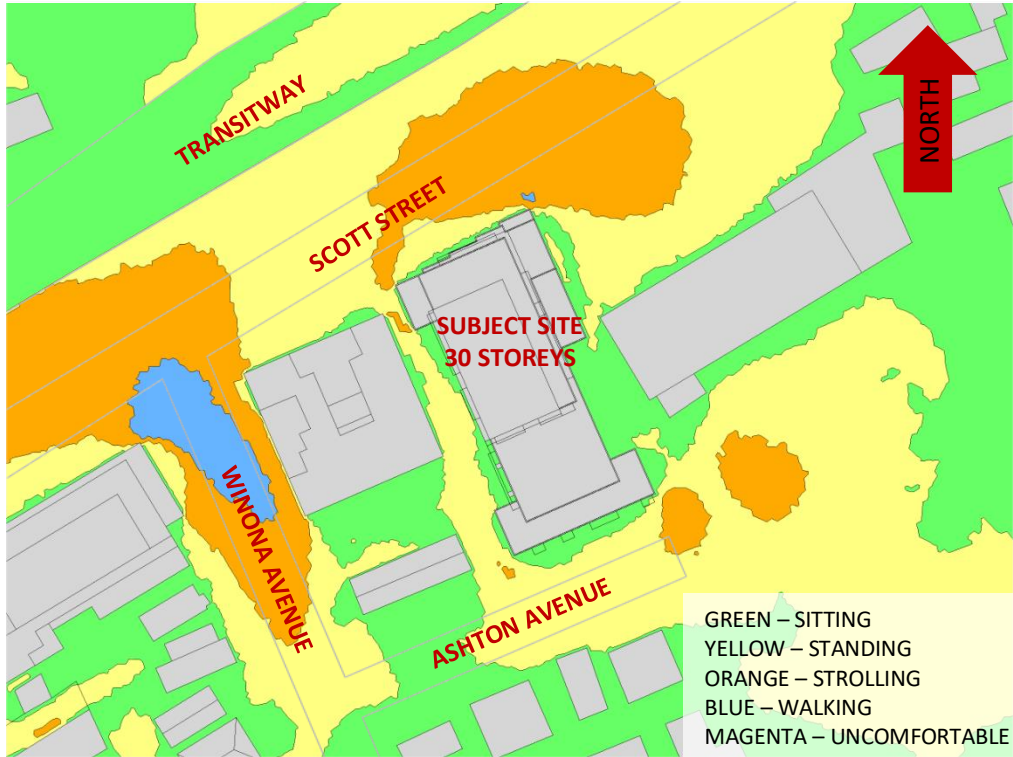 NORTH
TRANSITWAY
SCOTT STREET
SUBJECT SITE
30 STOREYS
WINONA AVENUE
ASHTON AVENUE
GREEN – SITTING
YELLOW – STANDING
ORANGE – STROLLING
BLUE – WALKING
MAGENTA – UNCOMFORTABLE